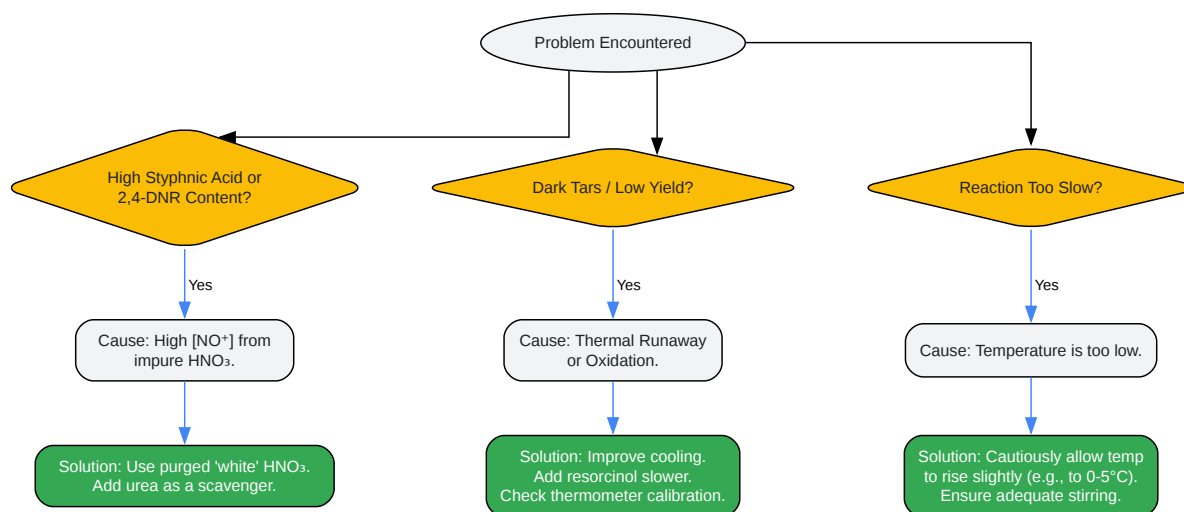 Problem Encountered
High Styphnic Acid or
2,4-DNR Content?
Dark Tars / Low Yield?
Reaction Too Slow?
Yes
Yes
Yes
Cause: High [NO⁺] from
impure HNO₃.
Cause: Thermal Runaway
or Oxidation.
Cause: Temperature is too low.
Solution: Use purged 'white' HNO₃.
Add urea as a scavenger.
Solution: Improve cooling.
Add resorcinol slower.
Check thermometer calibration.
Solution: Cautiously allow temp
to rise slightly (e.g., to 0-5°C).
Ensure adequate stirring.